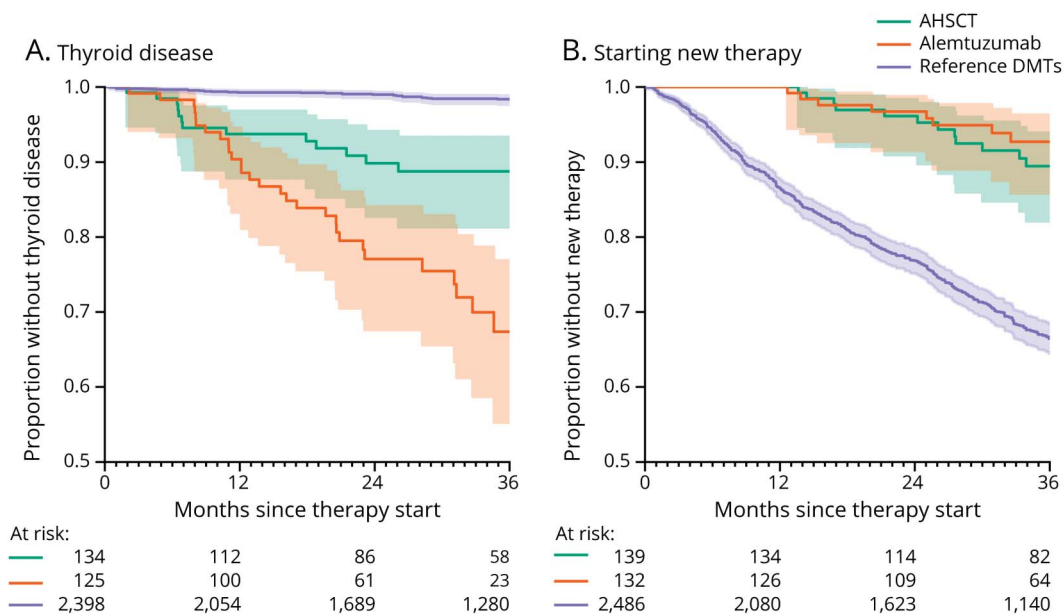 AHSCT
Alemtuzumab
Reference DMTs
A. Thyroid disease
Proportion without thyroid disease
1.0
0.9
0.8
0.7
0.6
0.5
0 12 24 36
Months since therapy start
At risk:
134 112 86 58
125 100 61 23
2,398 2,054 1,689 1,280
B. Starting new therapy
Proportion without new therapy
1.0
0.9
0.8
0.7
0.6
0.5
0 12 24 36
Months since therapy start
At risk:
139 134 114 82
132 126 109 64
2,486 2,080 1,623 1,140